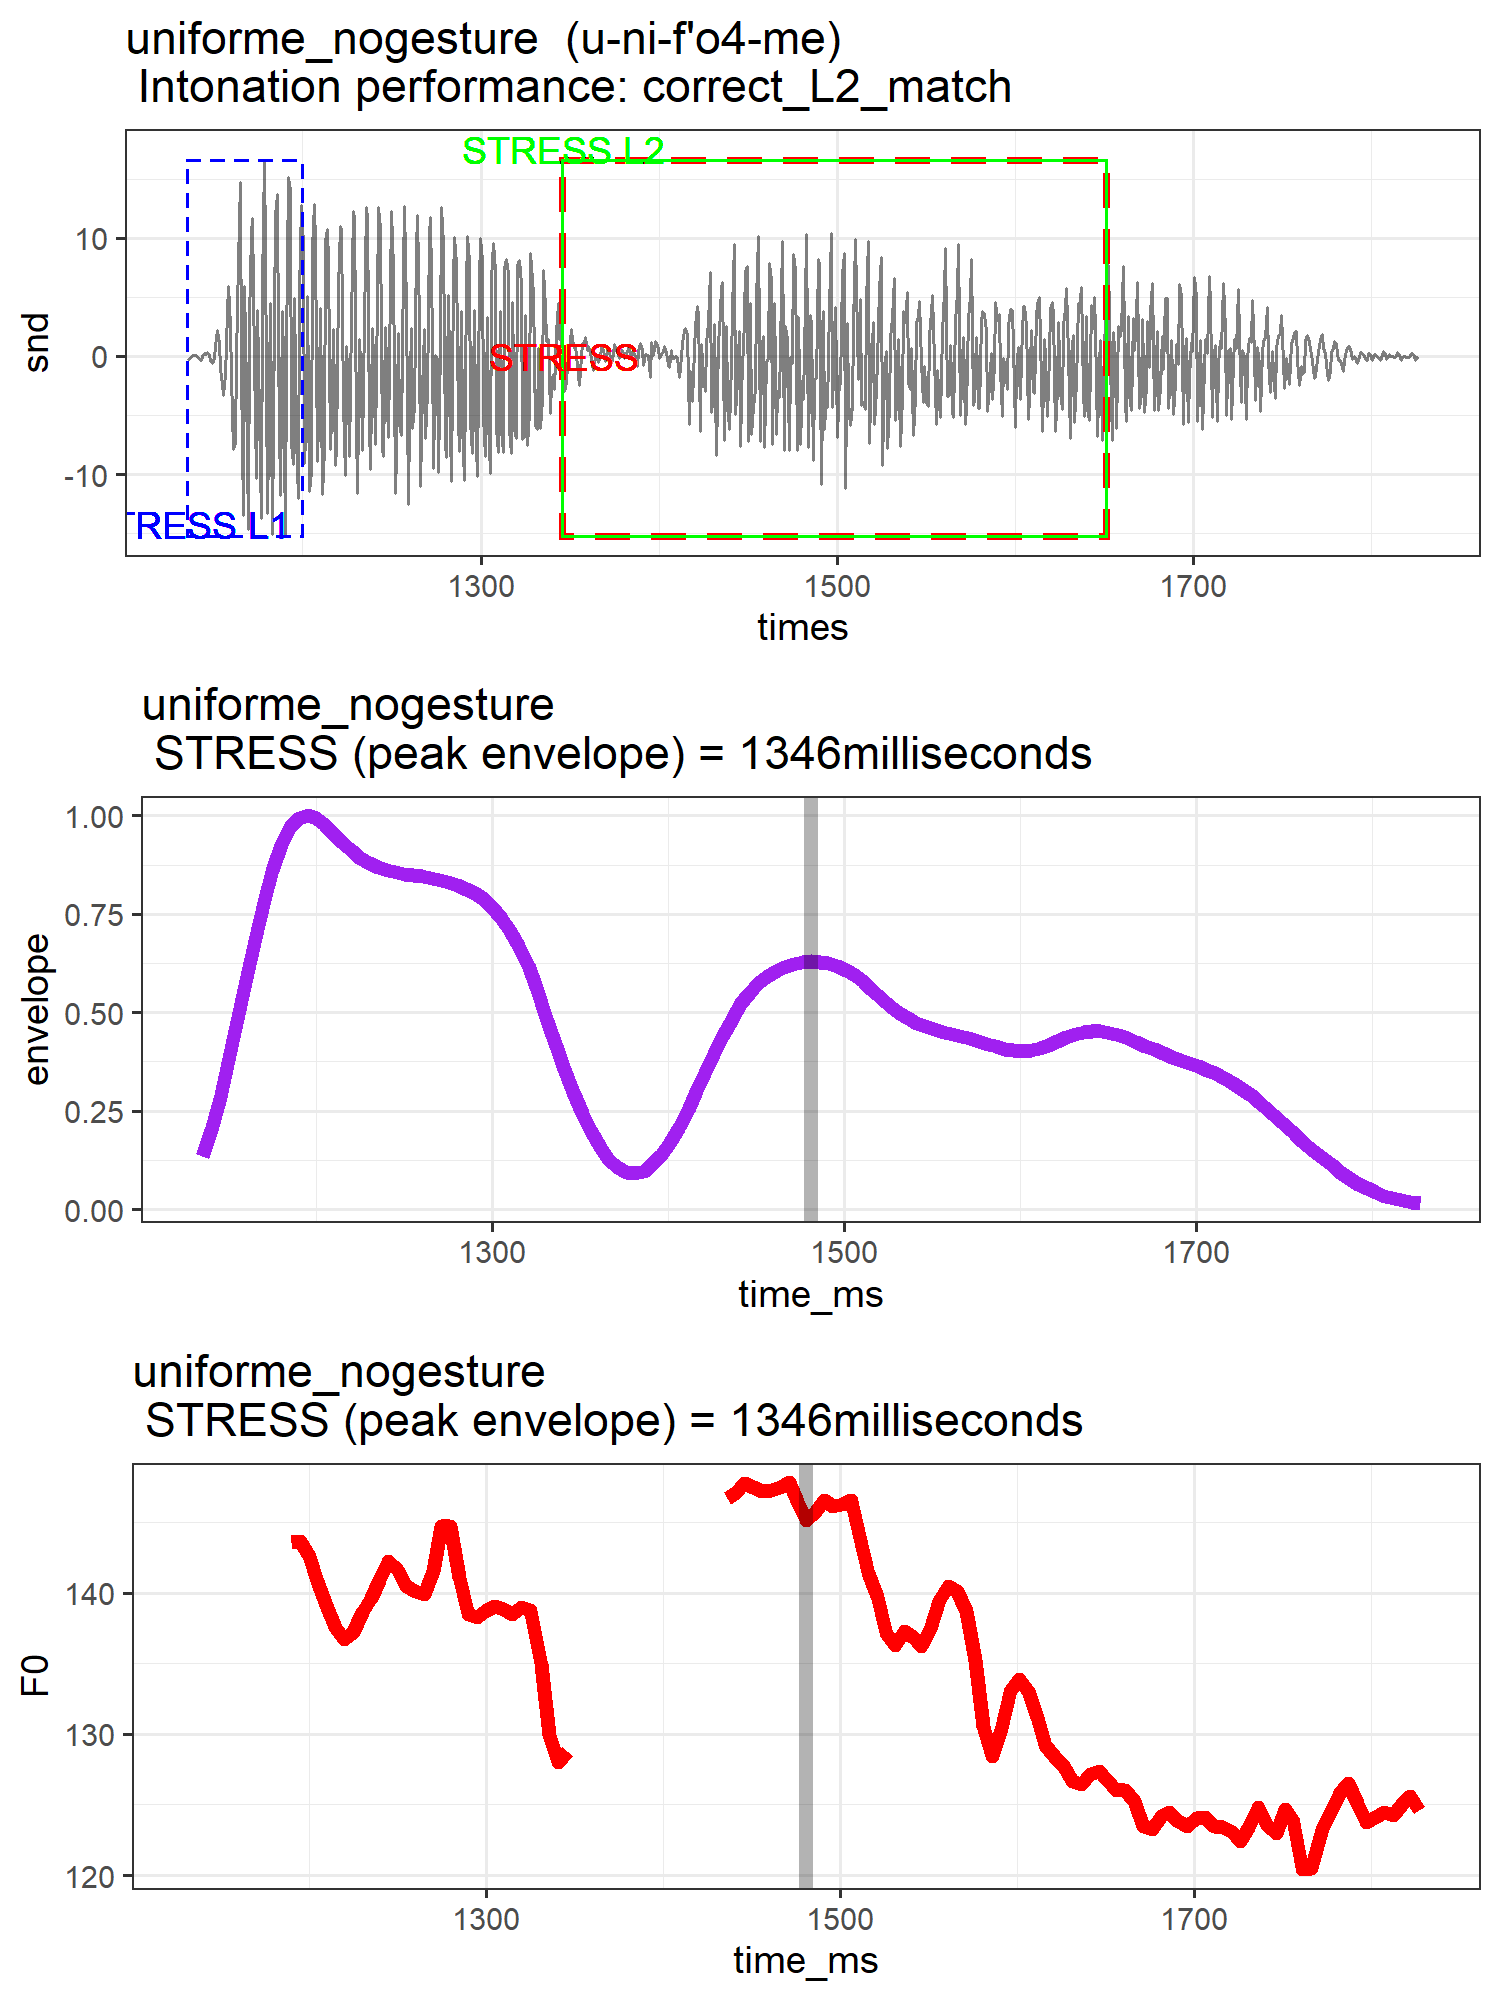 uniforme_nogesture (u-ni-f'o4-me)
Intonation performance: correct_L2_match
STRESS L2
10
STRESS
0
-10
TRESS L1
snd
1300
1500
1700
times
uniforme_nogesture
STRESS (peak envelope) = 1346milliseconds
1.00
0.75
0.50
0.25
0.00
envelope
1300
1500
1700
time_ms
uniforme_nogesture
STRESS (peak envelope) = 1346milliseconds
140
130
120
F0
1300
1500
1700
time_ms